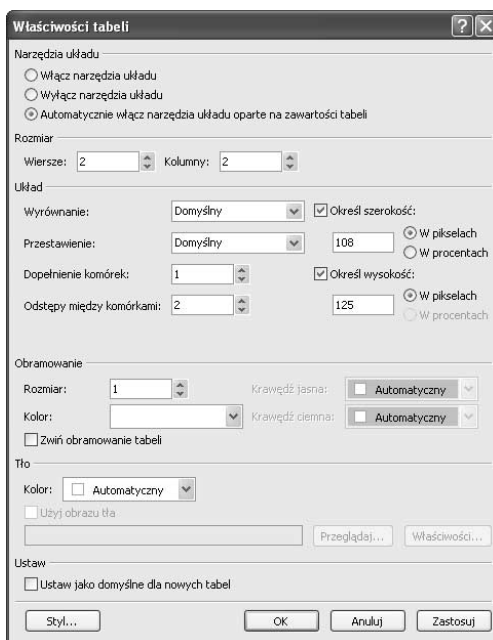 Właściwości tabeli
Narzędzia układu
Włącz narzędzia układu
Wyłącz narzędzia układu
Automatycznie włącz narzędzia układu oparte na zawartości tabeli
Rozmiar
Wiersze: 2 Kolumny: 2
Układ
Wyrównanie: Domyślny Określ szerokość:
Przestawienie: Domyślny 108 W pikselach
W procentach
Dopełnienie komórek: 1 Określ wysokość:
Odstępy między komórkami: 2 125 W pikselach
W procentach
Obramowanie
Rozmiar: 1 Krawędź jasna: Automatyczny
Kolor: Krawędź ciemna: Automatyczny
Zwiń obramowanie tabeli
Tło
Kolor: Automatyczny
Użyj obrazu tła
Przeglądaj... Właściwości...
Ustaw
Ustaw jako domyślne dla nowych tabel
Styl... OK Anuluj Zastosuj